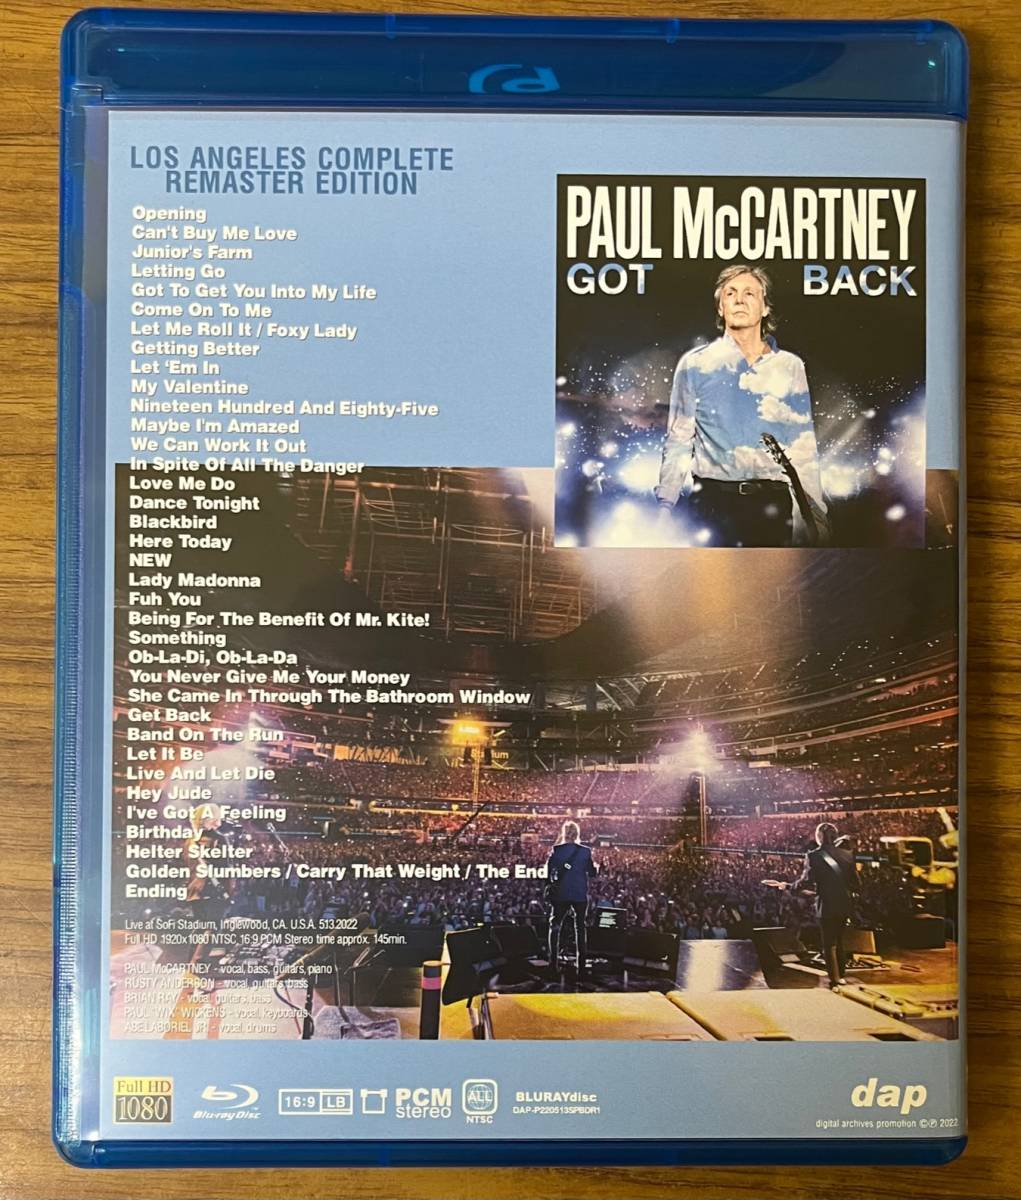 LOS ANGELES COMPLETE
REMASTER EDITION
Opening
Can't Buy Me Love
Junior's Farm
Letting Go
Got To Get You Into My Life
Come On To Me
Let Me Roll It / Foxy Lady
Getting Better
Let 'Em In
My Valentine
Nineteen Hundred And Eighty-Five
Maybe I'm Amazed
We Can Work It Out
In Spite Of All The Danger
Love Me Do
Dance Tonight
Blackbird
Here Today
NEW
Lady Madonna
Fuh You
Being For The Benefit Of Mr. Kite!
Something
Ob-La-Di, Ob-La-Da
You Never Give Me Your Money
She Came In Through The Bathroom Window
Get Back
Band On The Run
Let It Be
Live And Let Die
Hey Jude
I've Got A Feeling
Birthday
Helter Skelter
Golden Slumbers / Carry That Weight / The End
Ending
PAUL McCARTNEY
GOT BACK
Live at SoFi Stadium, Inglewood, CA. U.S.A. 5.13.2022
Full HD 1920x1080 NTSC 16:9 PCM Stereo time approx. 145min.
PAUL McCARTNEY - vocal, bass, guitars, piano
RUSTY ANDERSON - vocal, guitars, bass
BRIAN RAY - vocal, guitars, bass
PAUL "WIX" WICKENS - vocal, keyboards
ABE LABORIEL JR. - vocal, drums
Full HD
1080
Blu-ray Disc
16:9 LB
PCM
stereo
ALL
NTSC
BLURAYdisc
DAP-P220513SPBDR1
dap
digital archives promotion ©℗ 2022